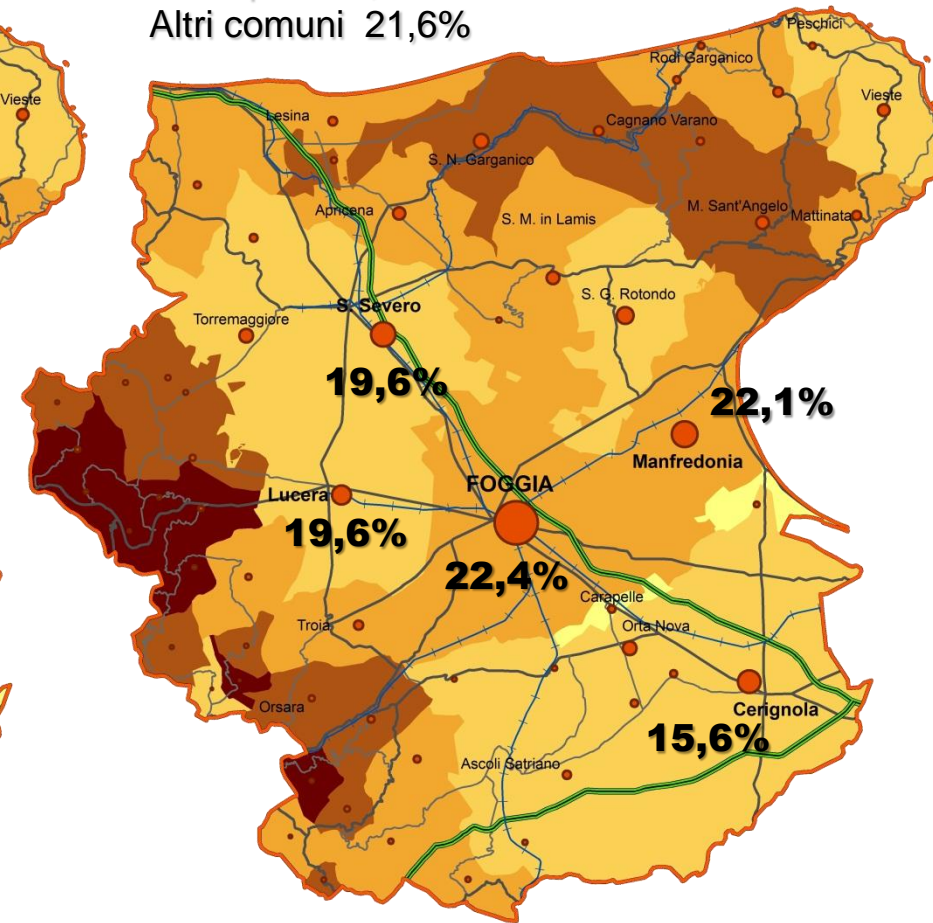 Altri comuni 21,6%
Peschici
Rodi Garganico
Vieste
Vieste
Lesina
Cagnano Varano
S. N. Garganico
Apricena
S. M. in Lamis
M. Sant'Angelo
Mattinata
S. G. Rotondo
S. Severo
Torremaggiore
19,6%
22,1%
Manfredonia
FOGGIA
Lucera
19,6%
22,4%
Carapelle
Troia
Orta Nova
Orsara
Cerignola
15,6%
Ascoli Satriano